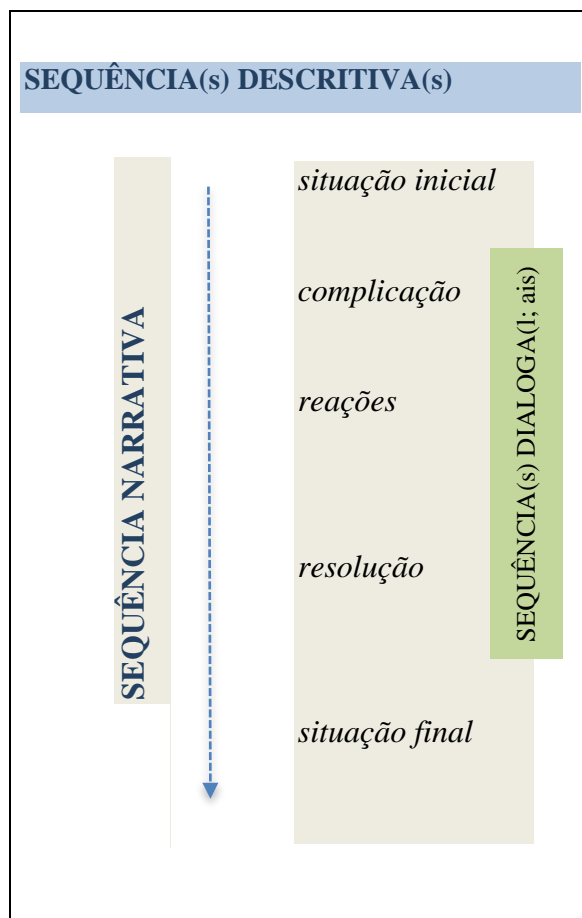 SEQUÊNCIA(s) DESCRITIVA(s)
SEQUÊNCIA NARRATIVA
situação inicial
complicação
reações
resolução
situação final
SEQUÊNCIA(s) DIALOGA(l; ais)